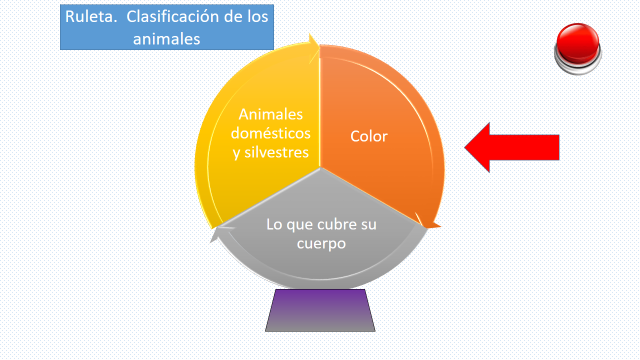 Ruleta.  Clasificación de los
animales
Animales
domésticos
y silvestres
Color
Lo que cubre su
cuerpo